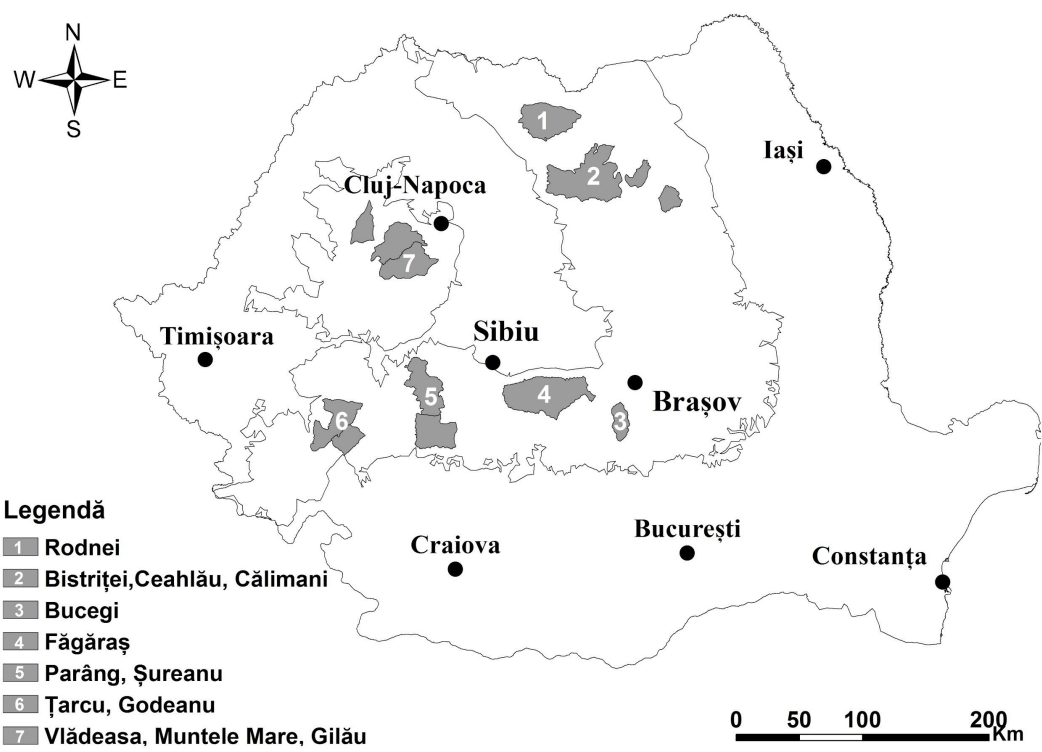 N
W E
S
1
Iași
2
Cluj-Napoca
7
Timișoara
Sibiu
5
4
Brașov
6
3
Legendă
1 Rodnei
2 Bistriței,Ceahlău, Călimani
3 Bucegi
4 Făgăraș
5 Parâng, Șureanu
6 Țarcu, Godeanu
7 Vlădeasa, Muntele Mare, Gilău
Craiova
București
Constanța
0 50 100 200
Km